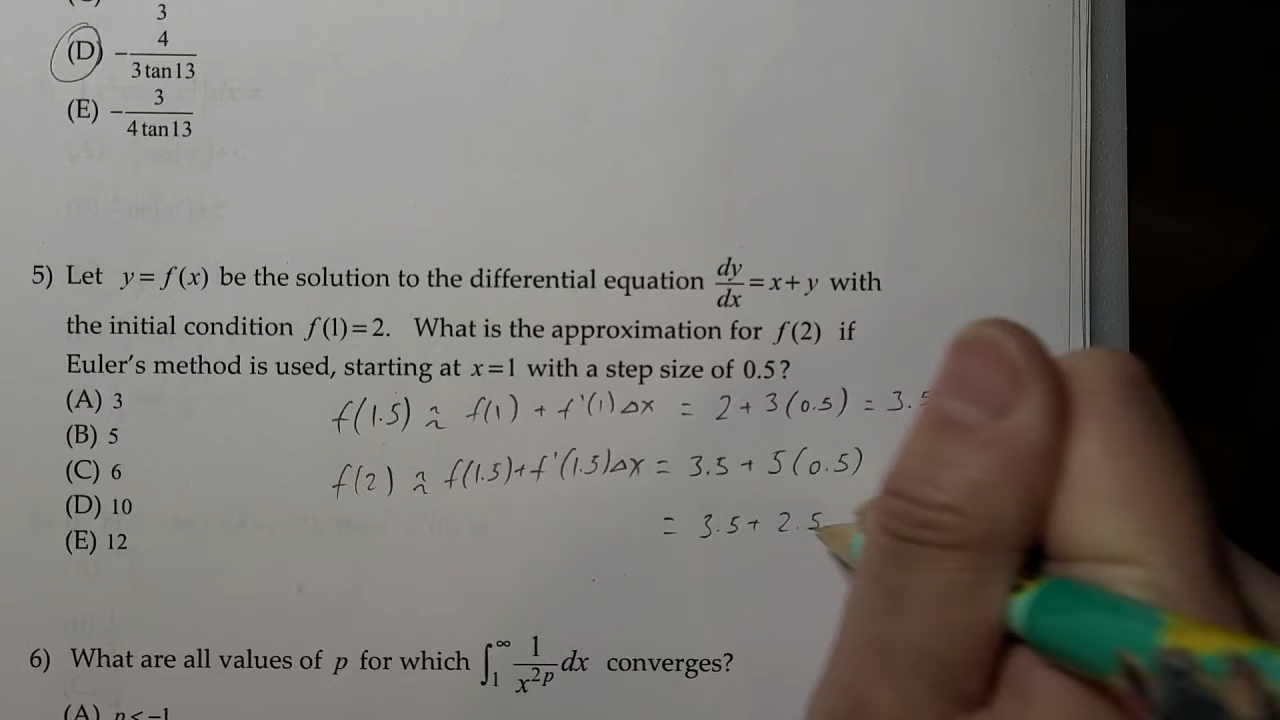 3
(D) -4/(3 tan 13)
(E) -3/(4 tan 13)
5) Let y = f(x) be the solution to the differential equation dy/dx = x + y with
the initial condition f(1) = 2. What is the approximation for f(2) if
Euler's method is used, starting at x = 1 with a step size of 0.5?
(A) 3
(B) 5
(C) 6
(D) 10
(E) 12
f(1.5) ≈ f(1) + f'(1)Δx = 2 + 3(0.5) = 3.5
f(2) ≈ f(1.5) + f'(1.5)Δx = 3.5 + 5(0.5)
= 3.5 + 2.5
6) What are all values of p for which ∫₁^∞ 1/x^{2p} dx converges?
(A) p < -1